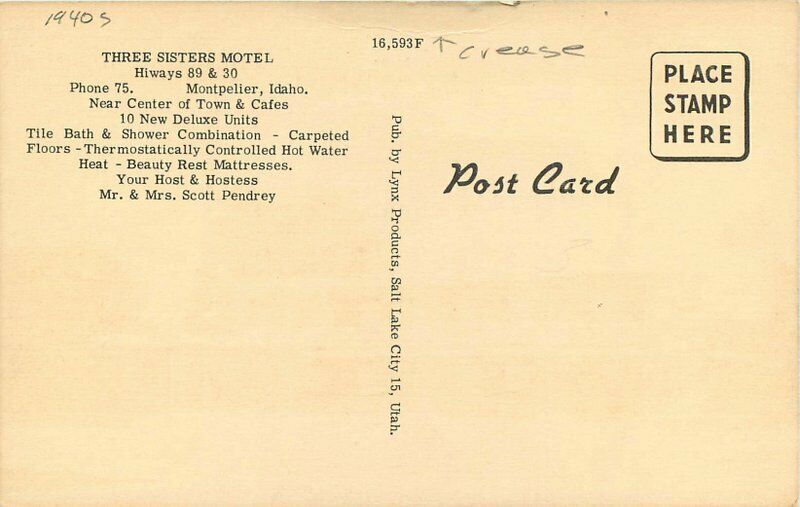 1940s
16,593F ↑ crease
THREE SISTERS MOTEL
Hiways 89 & 30
Phone 75. Montpelier, Idaho.
Near Center of Town & Cafes
10 New Deluxe Units
Tile Bath & Shower Combination - Carpeted
Floors - Thermostatically Controlled Hot Water
Heat - Beauty Rest Mattresses.
Your Host & Hostess
Mr. & Mrs. Scott Pendrey
Pub. by Lynx Products, Salt Lake City 15, Utah.
PLACE
STAMP
HERE
Post Card